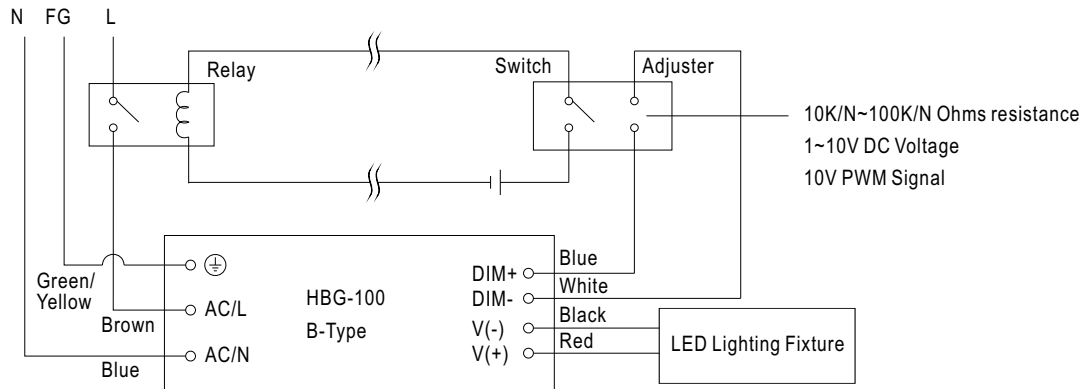 N FG L
Relay
Switch
Adjuster
10K/N~100K/N Ohms resistance
1~10V DC Voltage
10V PWM Signal
Green/
Yellow
Brown
Blue
AC/L
AC/N
HBG-100
B-Type
DIM+
DIM-
V(-)
V(+)
Blue
White
Black
Red
LED Lighting Fixture